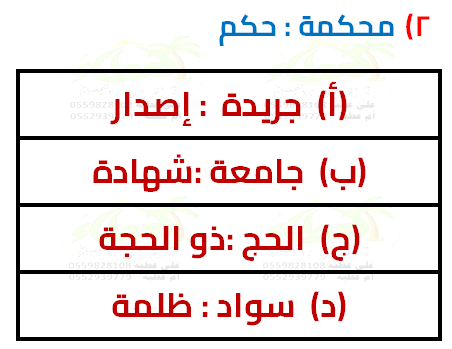 ٢) محكمة : حكم
(أ) جريدة : إصدار
(ب) جامعة :شهادة
(ج) الحج :ذو الحجة
(د) سواد : ظلمة